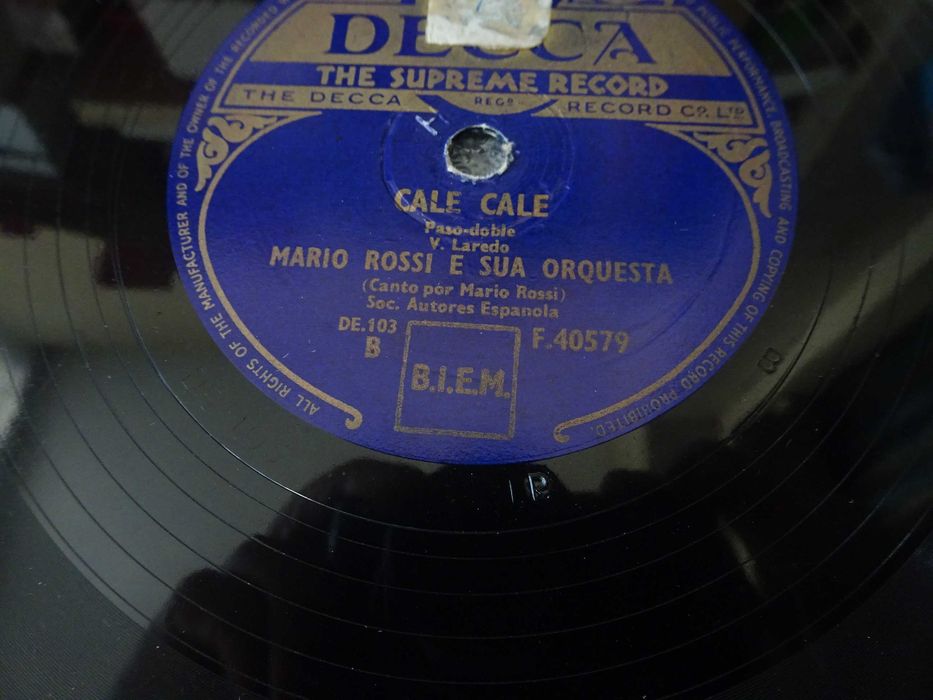 DECCA
THE SUPREME RECORD
THE DECCA REGD RECORD CO. LTD
CALE CALE
Paso-doble
V. Laredo
MARIO ROSSI E SUA ORQUESTA
(Canto por Mario Rossi)
Soc. Autores Espanola
DE.103 F.40579
B
B.I.E.M.
ALL RIGHTS OF THE MANUFACTURER AND OF THE OWNER OF THE RECORDED
PUBLIC PERFORMANCE, BROADCASTING AND COPYING OF THIS RECORD PROHIBITED.